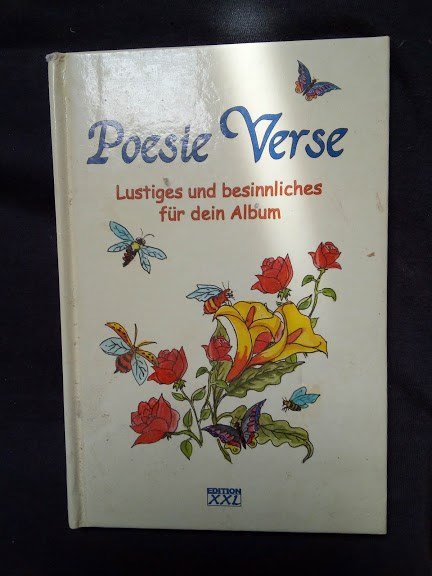 Poesie Verse
Lustiges und besinnliches
für dein Album
EDITION
XXL